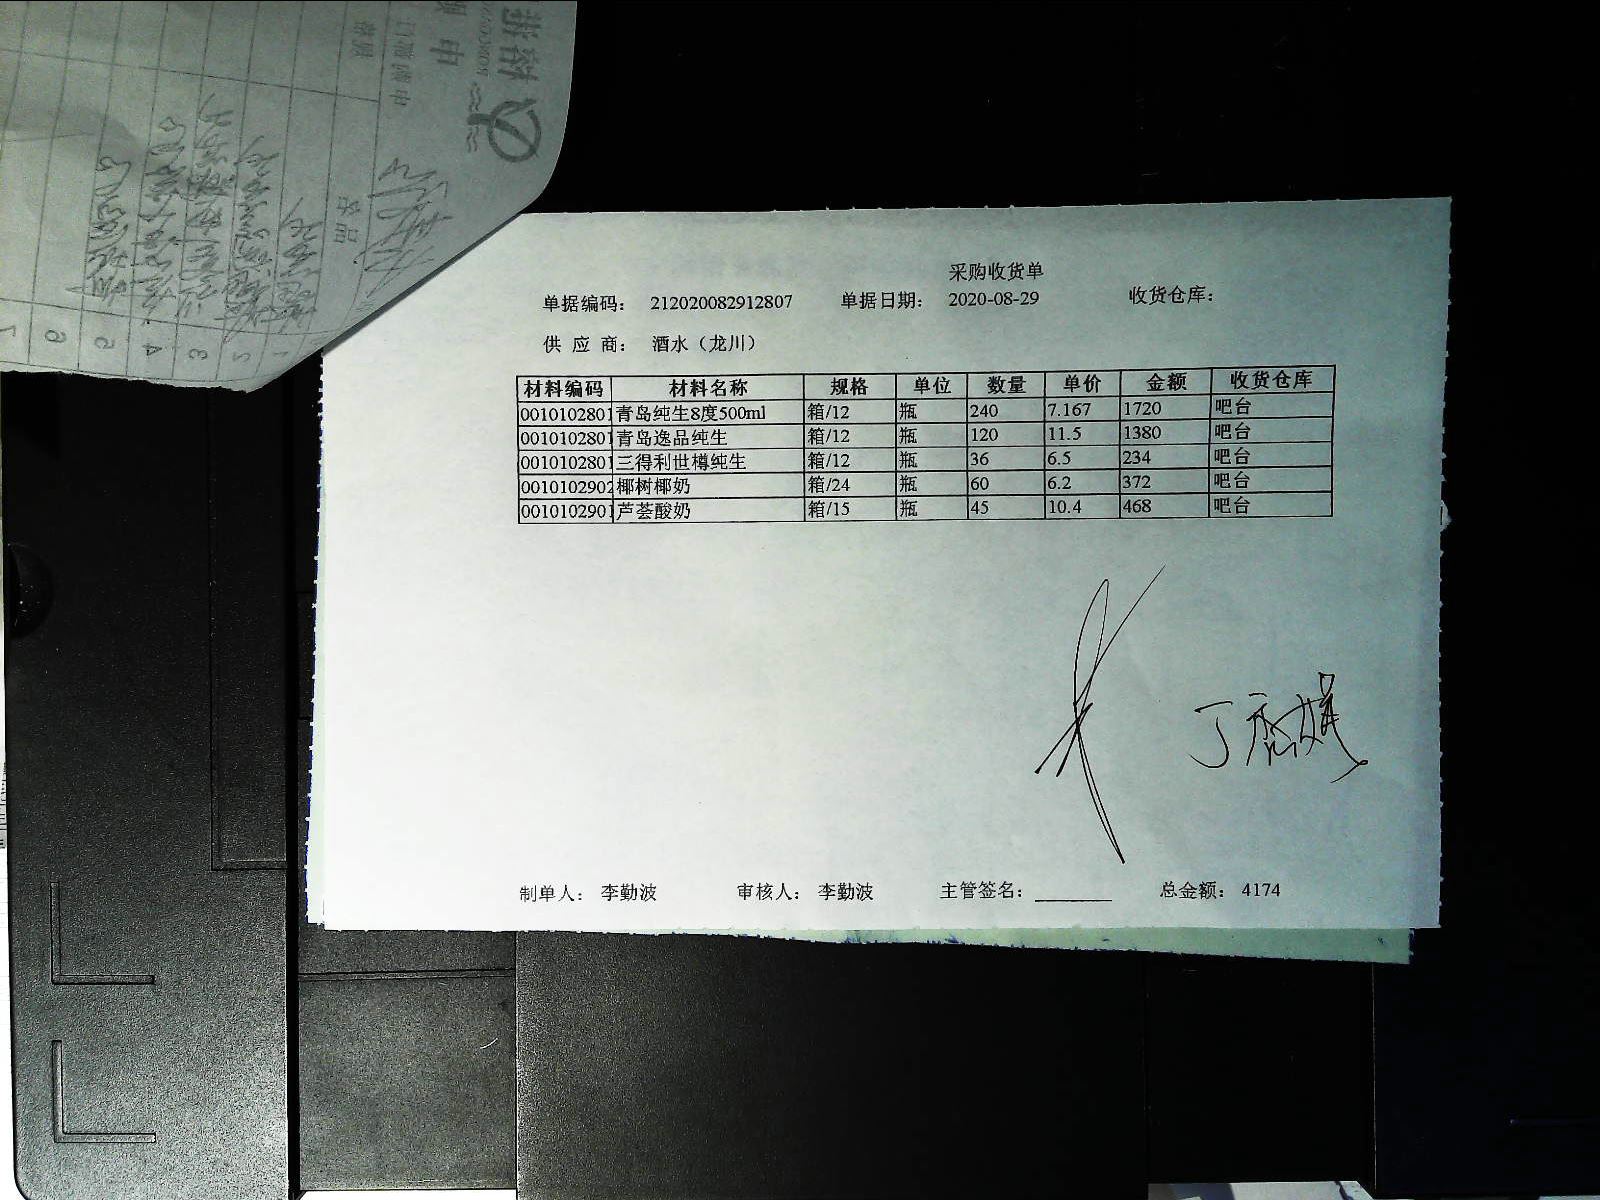 采购收货单
单据编码： 212020082912807 单据日期： 2020-08-29 收货仓库：
供 应 商： 酒水（龙川）
材料编码 材料名称 规格 单位 数量 单价 金额 收货仓库
0010102801 青岛纯生8度500ml 箱/12 瓶 240 7.167 1720 吧台
0010102801 青岛逸品纯生 箱/12 瓶 120 11.5 1380 吧台
0010102801 三得利世樽纯生 箱/12 瓶 36 6.5 234 吧台
0010102902 椰树椰奶 箱/24 瓶 60 6.2 372 吧台
0010102901 芦荟酸奶 箱/15 瓶 45 10.4 468 吧台
制单人： 李勤波 审核人： 李勤波 主管签名：________ 总金额： 4174